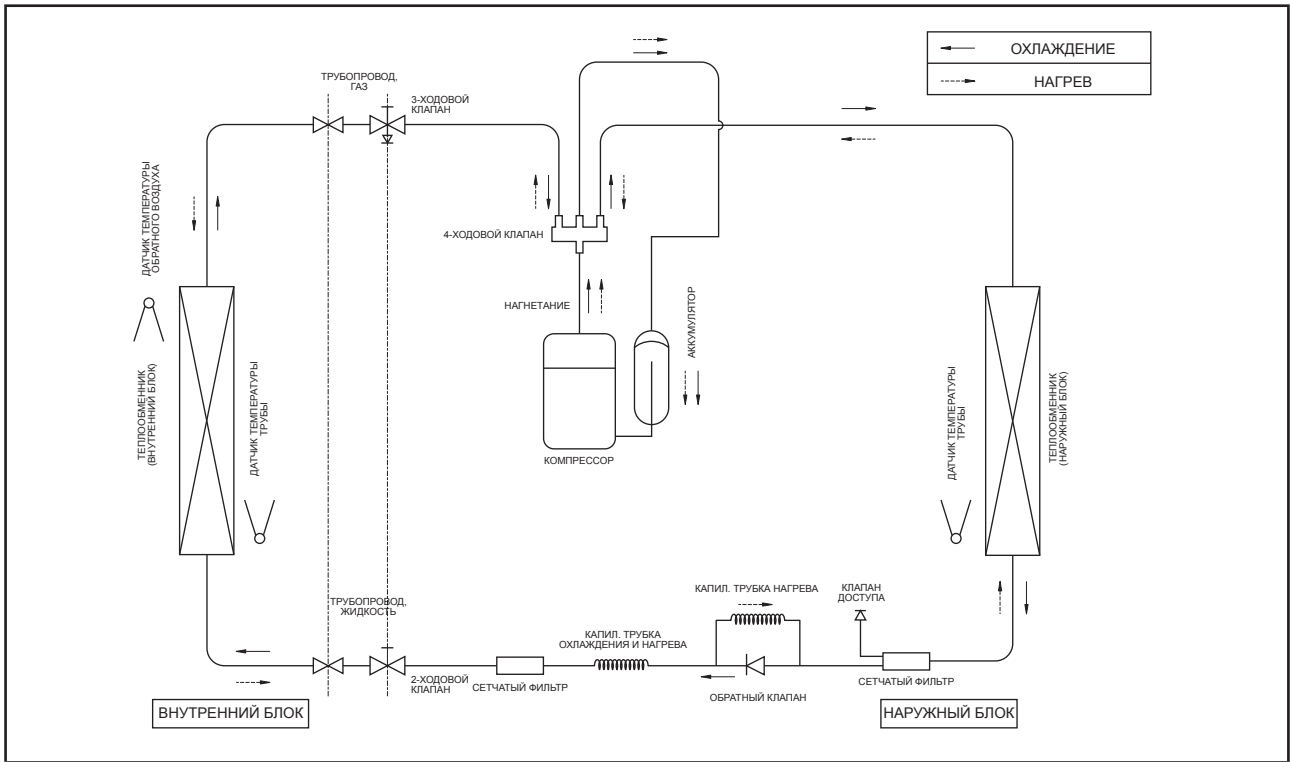 ОХЛАЖДЕНИЕ
НАГРЕВ
ТРУБОПРОВОД,
ГАЗ
3-ХОДОВОЙ
КЛАПАН
ДАТЧИК ТЕМПЕРАТУРЫ
ОБРАТНОГО ВОЗДУХА
4-ХОДОВОЙ КЛАПАН
НАГНЕТАНИЕ
АККУМУЛЯТОР
ТЕПЛООБМЕННИК
(ВНУТРЕННИЙ БЛОК)
ДАТЧИК ТЕМПЕРАТУРЫ
ТРУБЫ
КОМПРЕССОР
ДАТЧИК ТЕМПЕРАТУРЫ
ТРУБЫ
ТЕПЛООБМЕННИК
(НАРУЖНЫЙ БЛОК)
ТРУБОПРОВОД,
ЖИДКОСТЬ
КАПИЛ. ТРУБКА
ОХЛАЖДЕНИЯ И НАГРЕВА
КАПИЛ. ТРУБКА НАГРЕВА
КЛАПАН
ДОСТУПА
2-ХОДОВОЙ
КЛАПАН
СЕТЧАТЫЙ ФИЛЬТР
ОБРАТНЫЙ КЛАПАН
СЕТЧАТЫЙ ФИЛЬТР
ВНУТРЕННИЙ БЛОК
НАРУЖНЫЙ БЛОК